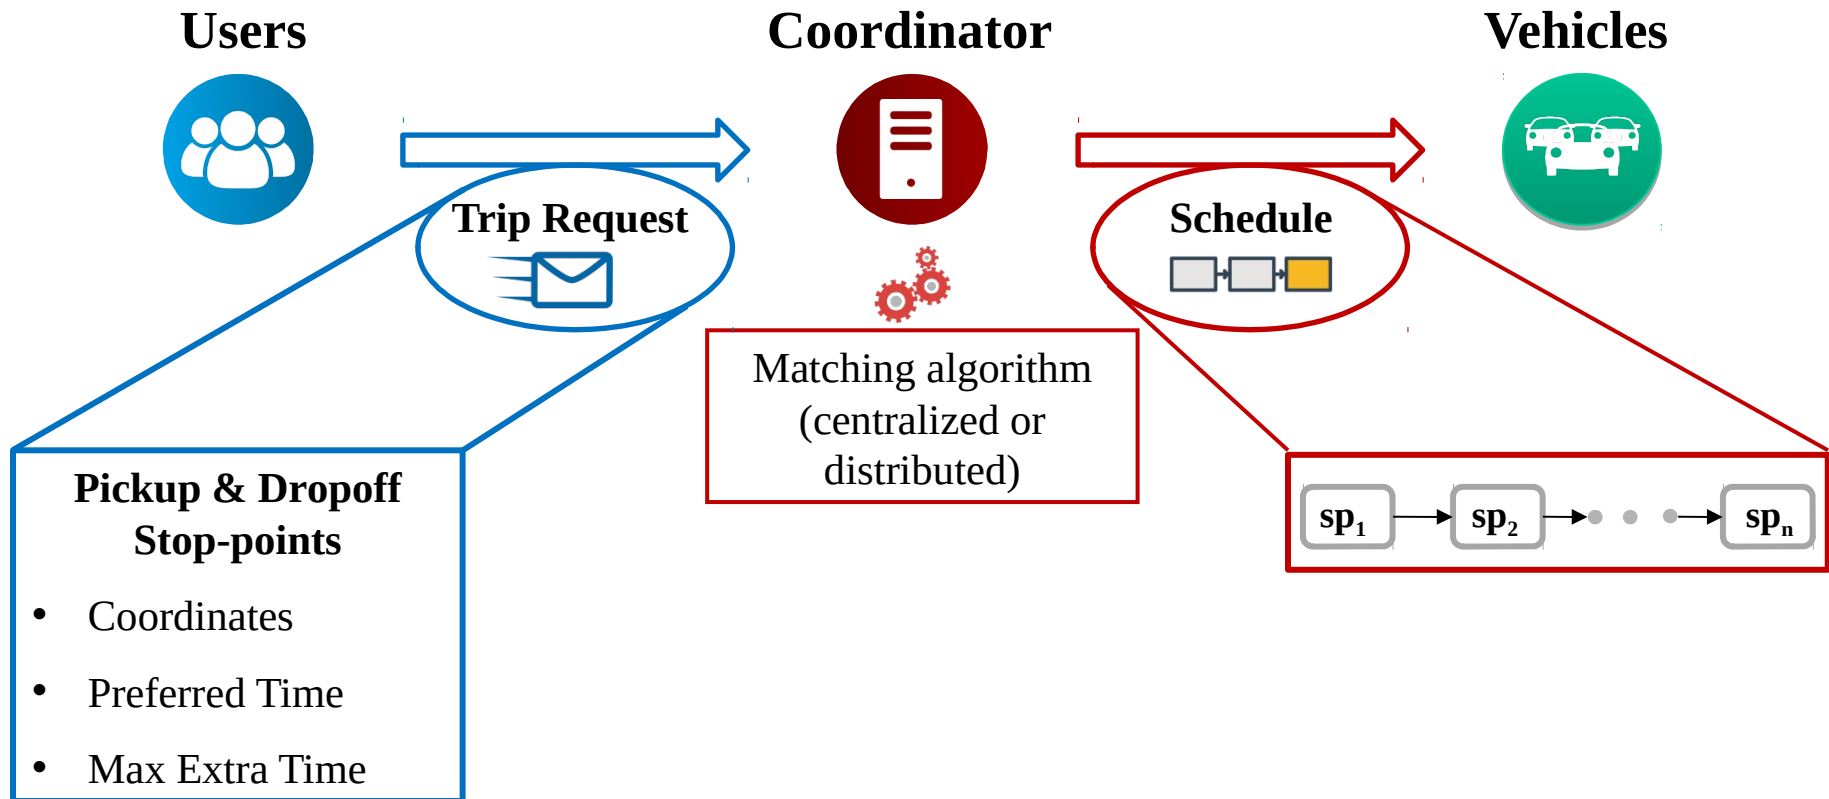 Users
Coordinator
Vehicles
Trip Request
Schedule
Matching algorithm
(centralized or
distributed)
Pickup & Dropoff
Stop-points
• Coordinates
• Preferred Time
• Max Extra Time
sp1
sp2
spn